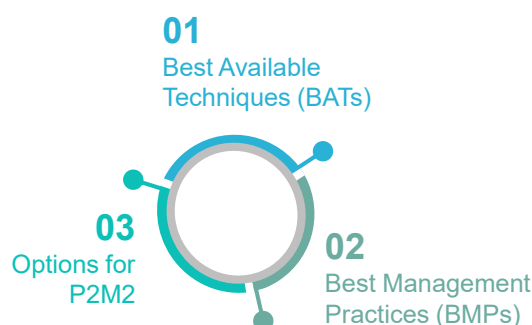 01
Best Available
Techniques (BATs)
02
Best Management
Practices (BMPs)
03
Options for
P2M2